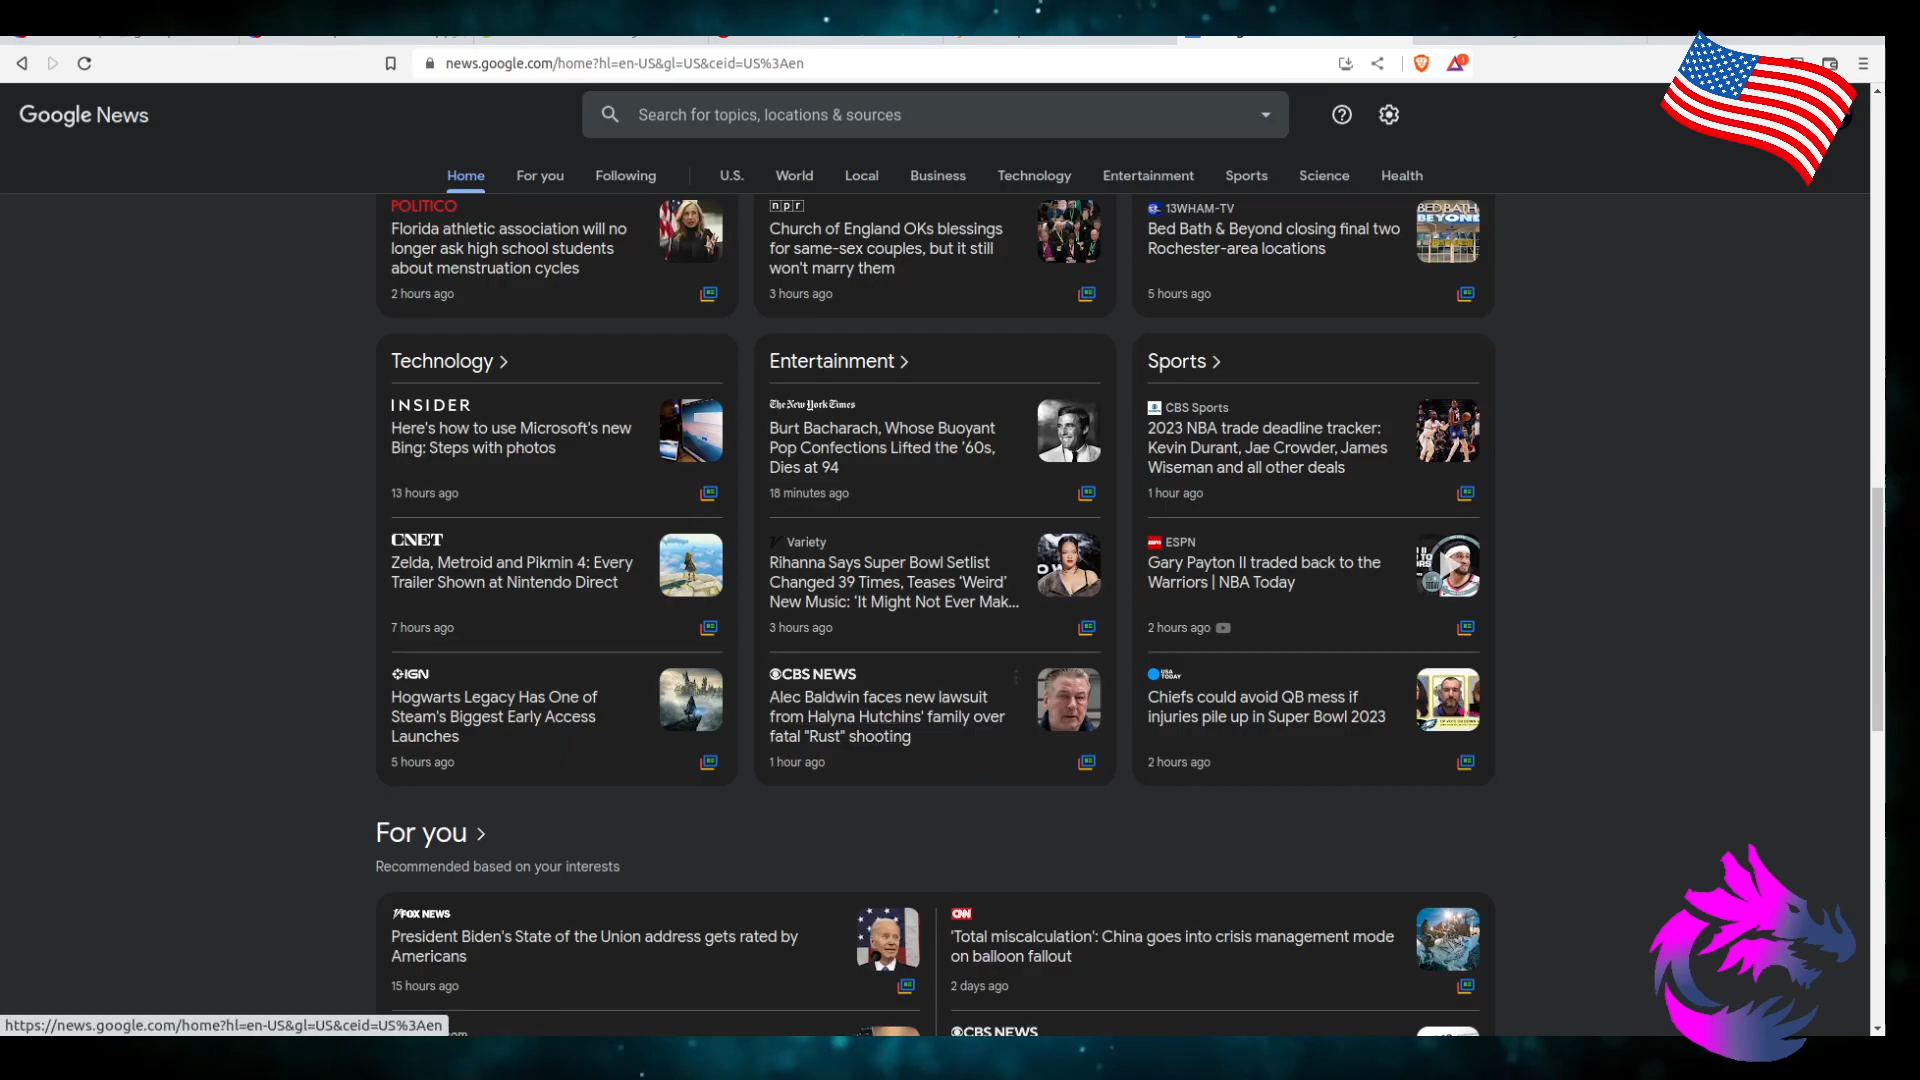 news.google.com/home?hl=en-US&gl=US&ceid=US%3Aen
Google News
Search for topics, locations & sources
Home
For you
Following
U.S.
World
Local
Business
Technology
Entertainment
Sports
Science
Health
POLITICO
Florida athletic association will no
longer ask high school students
about menstruation cycles
2 hours ago
npr
Church of England OKs blessings
for same-sex couples, but it still
won't marry them
3 hours ago
13WHAM-TV
Bed Bath & Beyond closing final two
Rochester-area locations
5 hours ago
BED BATH
BEYOND
Technology
INSIDER
Here's how to use Microsoft's new
Bing: Steps with photos
13 hours ago
CNET
Zelda, Metroid and Pikmin 4: Every
Trailer Shown at Nintendo Direct
7 hours ago
IGN
Hogwarts Legacy Has One of
Steam's Biggest Early Access
Launches
5 hours ago
Entertainment
The New York Times
Burt Bacharach, Whose Buoyant
Pop Confections Lifted the '60s,
Dies at 94
18 minutes ago
Variety
Rihanna Says Super Bowl Setlist
Changed 39 Times, Teases ‘Weird’
New Music: ‘It Might Not Ever Mak...
3 hours ago
CBS NEWS
Alec Baldwin faces new lawsuit
from Halyna Hutchins' family over
fatal "Rust" shooting
1 hour ago
Sports
CBS Sports
2023 NBA trade deadline tracker:
Kevin Durant, Jae Crowder, James
Wiseman and all other deals
1 hour ago
ESPN
Gary Payton II traded back to the
Warriors | NBA Today
2 hours ago
USA TODAY
Chiefs could avoid QB mess if
injuries pile up in Super Bowl 2023
2 hours ago
For you
Recommended based on your interests
FOX NEWS
President Biden's State of the Union address gets rated by
Americans
15 hours ago
CNN
'Total miscalculation': China goes into crisis management mode
on balloon fallout
2 days ago
CBS NEWS
https://news.google.com/home?hl=en-US&gl=US&ceid=US%3Aen